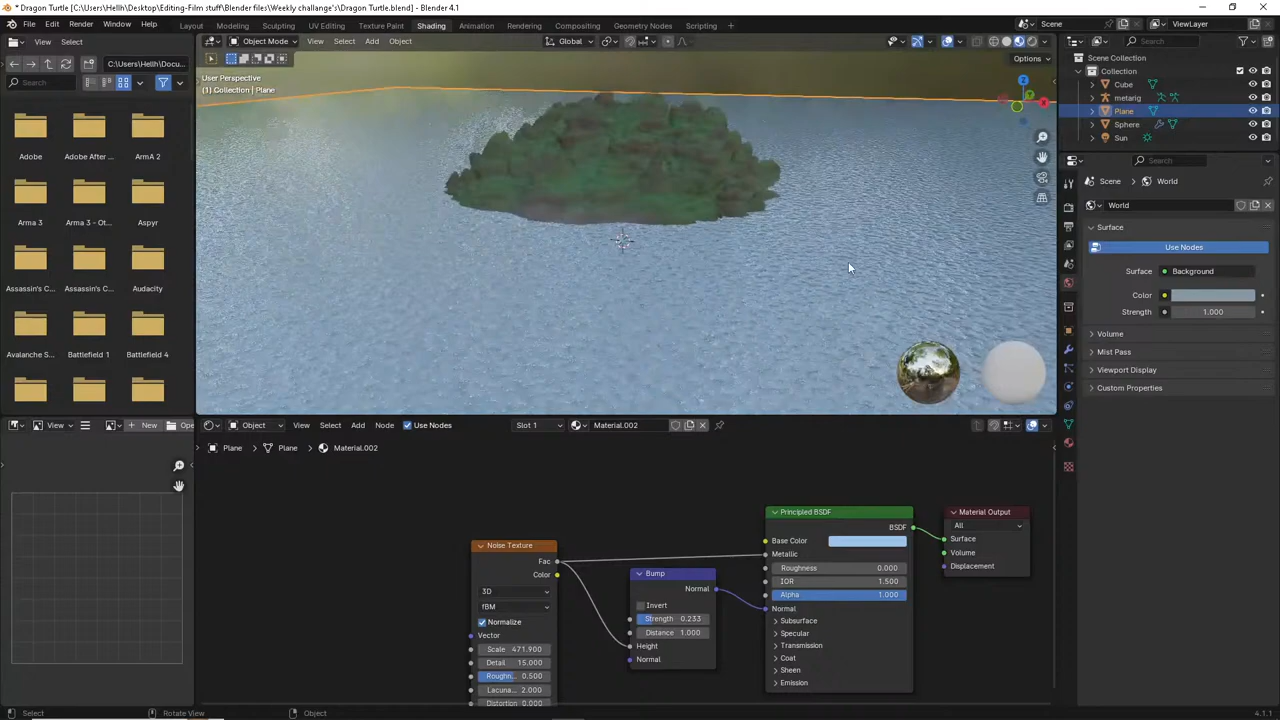 * Dragon Turtle [C:\Users\Hellh\Desktop\Editing-Film stuff\Blender files\Weekly challange's\Dragon Turtle.blend] - Blender 4.1
File Edit Render Window Help Layout Modeling Sculpting UV Editing Texture Paint Shading Animation Rendering Compositing Geometry Nodes Scripting Scene ViewLayer
View Select Object Mode View Select Add Object Global Search
C:\Users\Hellh\Docu...
Search Options
User Perspective
(1) Collection | Plane
Scene Collection
Collection
Cube
metarig
Plane
Sphere
Sun
Adobe Adobe After ... ArmA 2
Arma 3 Arma 3 - Ot... Aspyr
Assassin's C... Assassin's C... Audacity
Avalanche S... Battlefield 1 Battlefield 4
Search
Scene World
World
Surface
Use Nodes
Surface Background
Color
Strength 1.000
Volume
Mist Pass
Viewport Display
Custom Properties
View New Ope
Object View Select Add Node Use Nodes Slot 1 Material.002
Plane Plane Material.002
Noise Texture
Fac
Color
3D
fBM
Normalize
Vector
Scale 471.900
Detail 15.000
Roughn... 0.500
Lacuna... 2.000
Distortion 0.000
Bump
Normal
Invert
Strength 0.233
Distance 1.000
Height
Normal
Principled BSDF
BSDF
Base Color
Metallic
Roughness 0.000
IOR 1.500
Alpha 1.000
Normal
Subsurface
Specular
Transmission
Coat
Sheen
Emission
Material Output
All
Surface
Volume
Displacement
Select Rotate View Object 4.1.1